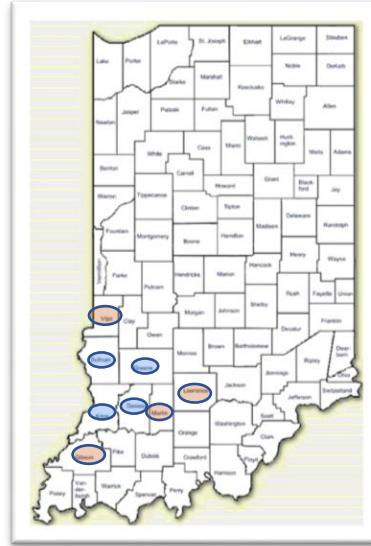 LaPorte
St. Joseph
Elkhart
LaGrange
Steuben
Lake
Porter
Noble
DeKalb
Starke
Marshall
Kosciusko
Whitley
Allen
Newton
Jasper
Pulaski
Fulton
Cass
Miami
Wabash
Hunt-
ington
Wells
Adams
White
Benton
Carroll
Grant
Black-
ford
Jay
Howard
Warren
Tippecanoe
Clinton
Tipton
Delaware
Randolph
Fountain
Montgomery
Boone
Hamilton
Madison
Henry
Wayne
Vermillion
Parke
Putnam
Hendricks
Marion
Hancock
Rush
Fayette
Union
Vigo
Clay
Owen
Morgan
Johnson
Shelby
Franklin
Decatur
Sullivan
Greene
Monroe
Brown
Bartholomew
Ripley
Dear-
born
Ohio
Jennings
Lawrence
Jackson
Jefferson
Switzerland
Knox
Daviess
Martin
Scott
Washington
Clark
Orange
Gibson
Pike
Dubois
Crawford
Floyd
Harrison
Posey
Van-
der-
burgh
Warrick
Spencer
Perry